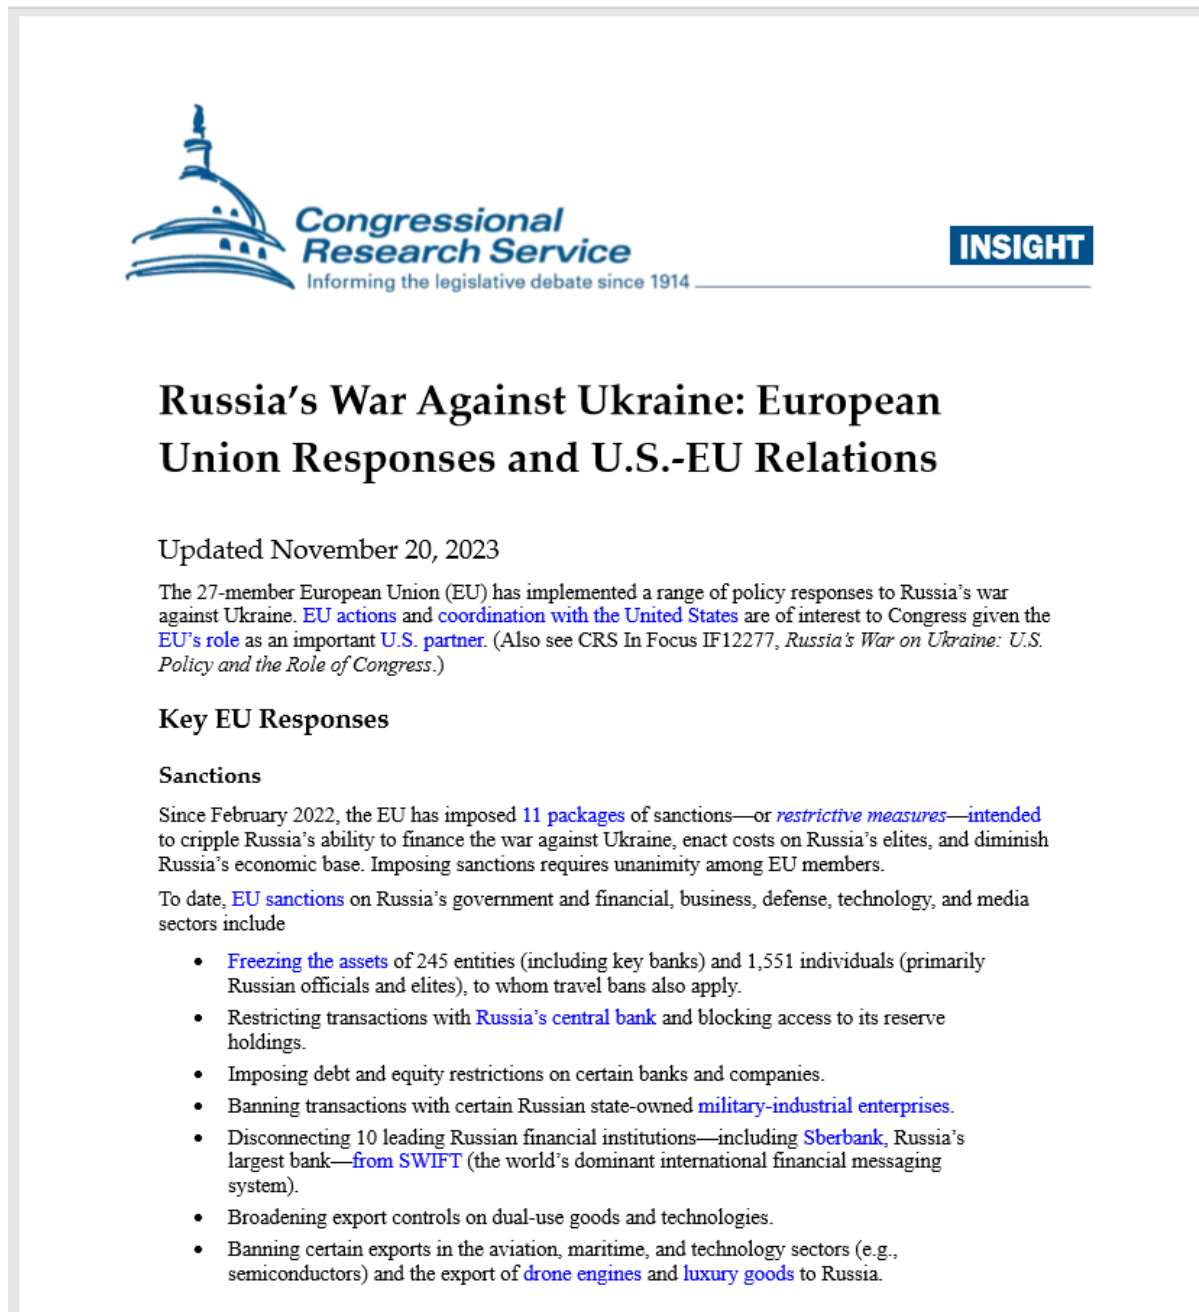 Congressional
Research Service
Informing the legislative debate since 1914
INSIGHT
Russia’s War Against Ukraine: European
Union Responses and U.S.-EU Relations
Updated November 20, 2023
The 27-member European Union (EU) has implemented a range of policy responses to Russia’s war
against Ukraine. EU actions and coordination with the United States are of interest to Congress given the
EU’s role as an important U.S. partner. (Also see CRS In Focus IF12277, Russia’s War on Ukraine: U.S.
Policy and the Role of Congress.)
Key EU Responses
Sanctions
Since February 2022, the EU has imposed 11 packages of sanctions—or restrictive measures—intended
to cripple Russia’s ability to finance the war against Ukraine, enact costs on Russia’s elites, and diminish
Russia’s economic base. Imposing sanctions requires unanimity among EU members.
To date, EU sanctions on Russia’s government and financial, business, defense, technology, and media
sectors include
• Freezing the assets of 245 entities (including key banks) and 1,551 individuals (primarily
Russian officials and elites), to whom travel bans also apply.
• Restricting transactions with Russia’s central bank and blocking access to its reserve
holdings.
• Imposing debt and equity restrictions on certain banks and companies.
• Banning transactions with certain Russian state-owned military-industrial enterprises.
• Disconnecting 10 leading Russian financial institutions—including Sberbank, Russia’s
largest bank—from SWIFT (the world’s dominant international financial messaging
system).
• Broadening export controls on dual-use goods and technologies.
• Banning certain exports in the aviation, maritime, and technology sectors (e.g.,
semiconductors) and the export of drone engines and luxury goods to Russia.